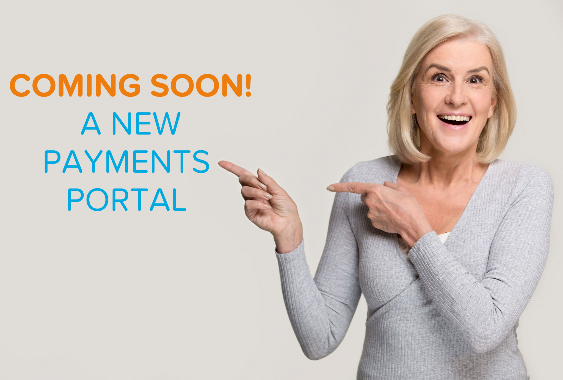 COMING SOON!
A NEW
PAYMENTS
PORTAL